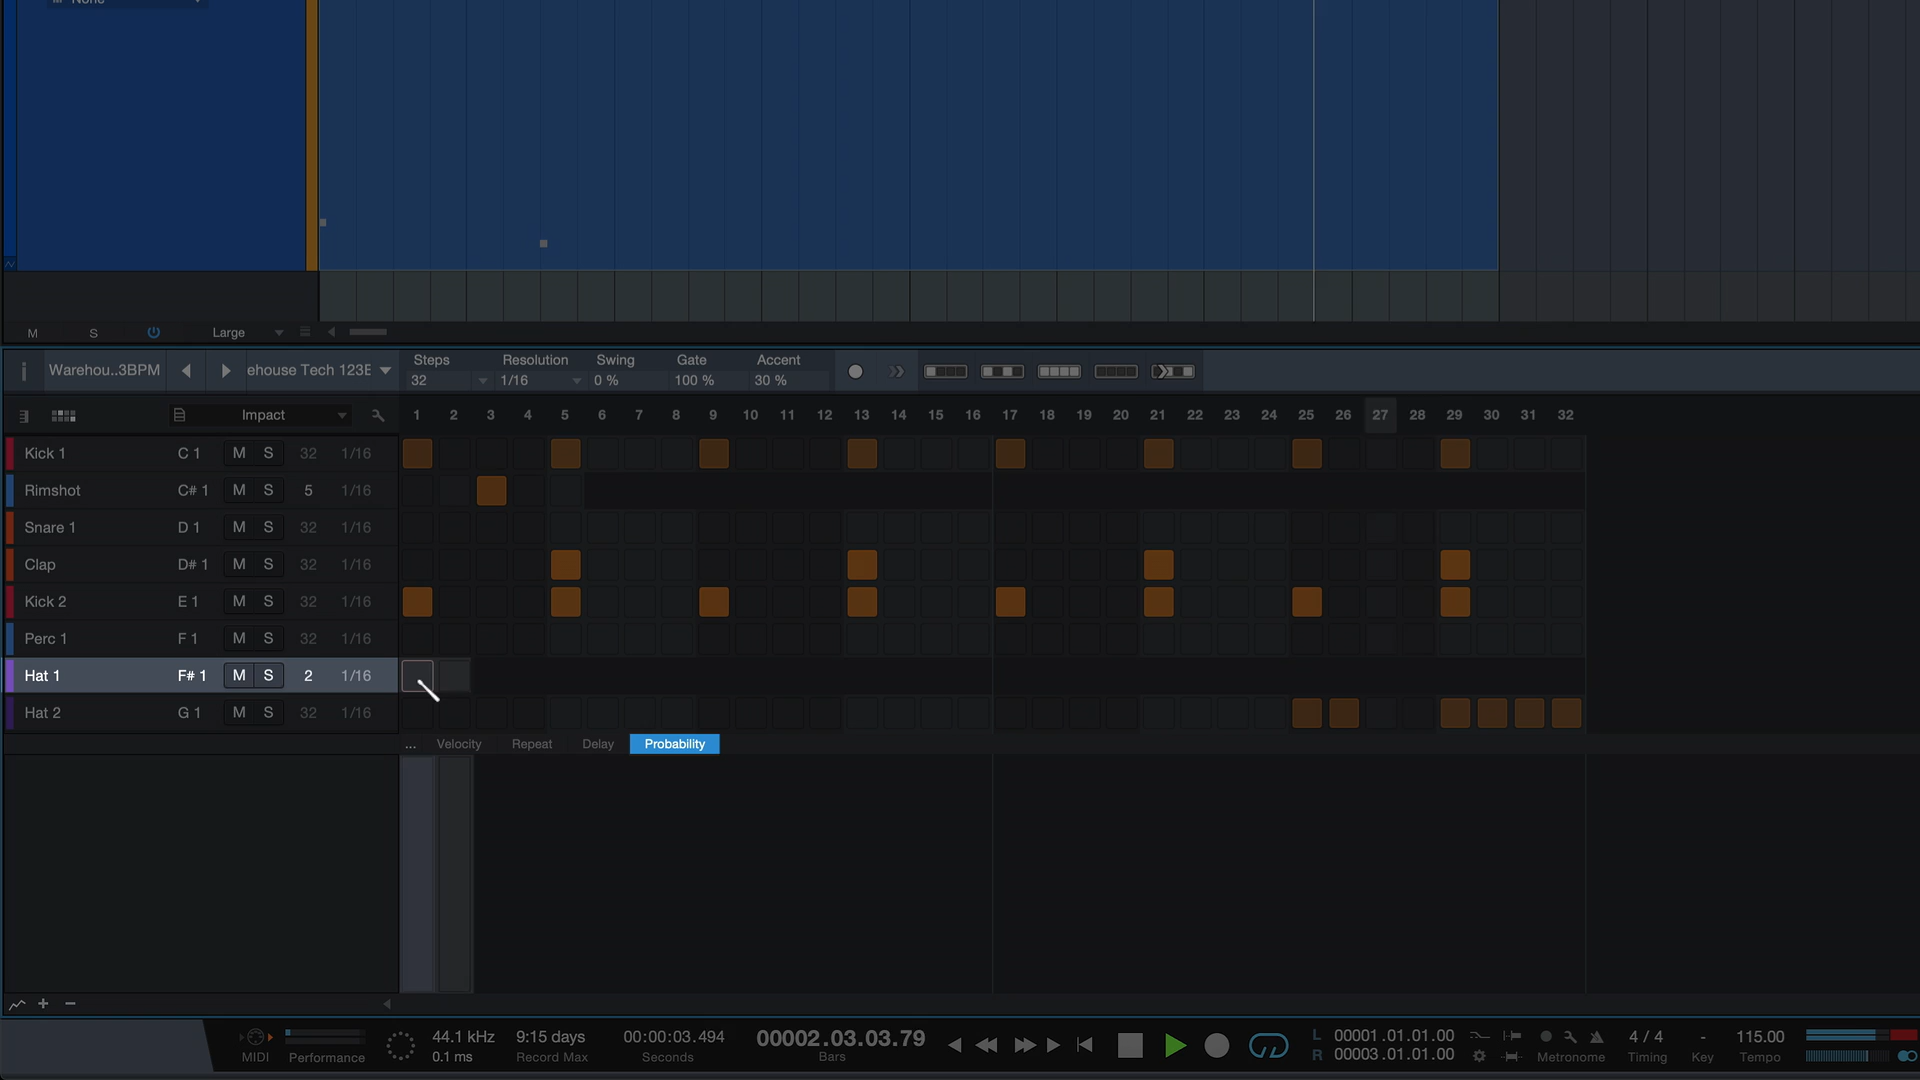 None
M S Large
i Warehou..3BPM ehouse Tech 123E Steps 32 Resolution 1/16 Swing 0 % Gate 100 % Accent 30 %
Impact 1 2 3 4 5 6 7 8 9 10 11 12 13 14 15 16 17 18 19 20 21 22 23 24 25 26 27 28 29 30 31 32
Kick 1 C 1 M S 32 1/16
Rimshot C# 1 M S 5 1/16
Snare 1 D 1 M S 32 1/16
Clap D# 1 M S 32 1/16
Kick 2 E 1 M S 32 1/16
Perc 1 F 1 M S 32 1/16
Hat 1 F# 1 M S 2 1/16
Hat 2 G 1 M S 32 1/16
... Velocity Repeat Delay Probability
44.1 kHz 9:15 days 00:00:03.494 00002.03.03.79 L 00001.01.01.00 4 / 4 - 115.00
MIDI Performance 0.1 ms Record Max Seconds Bars R 00003.01.01.00 Metronome Timing Key Tempo